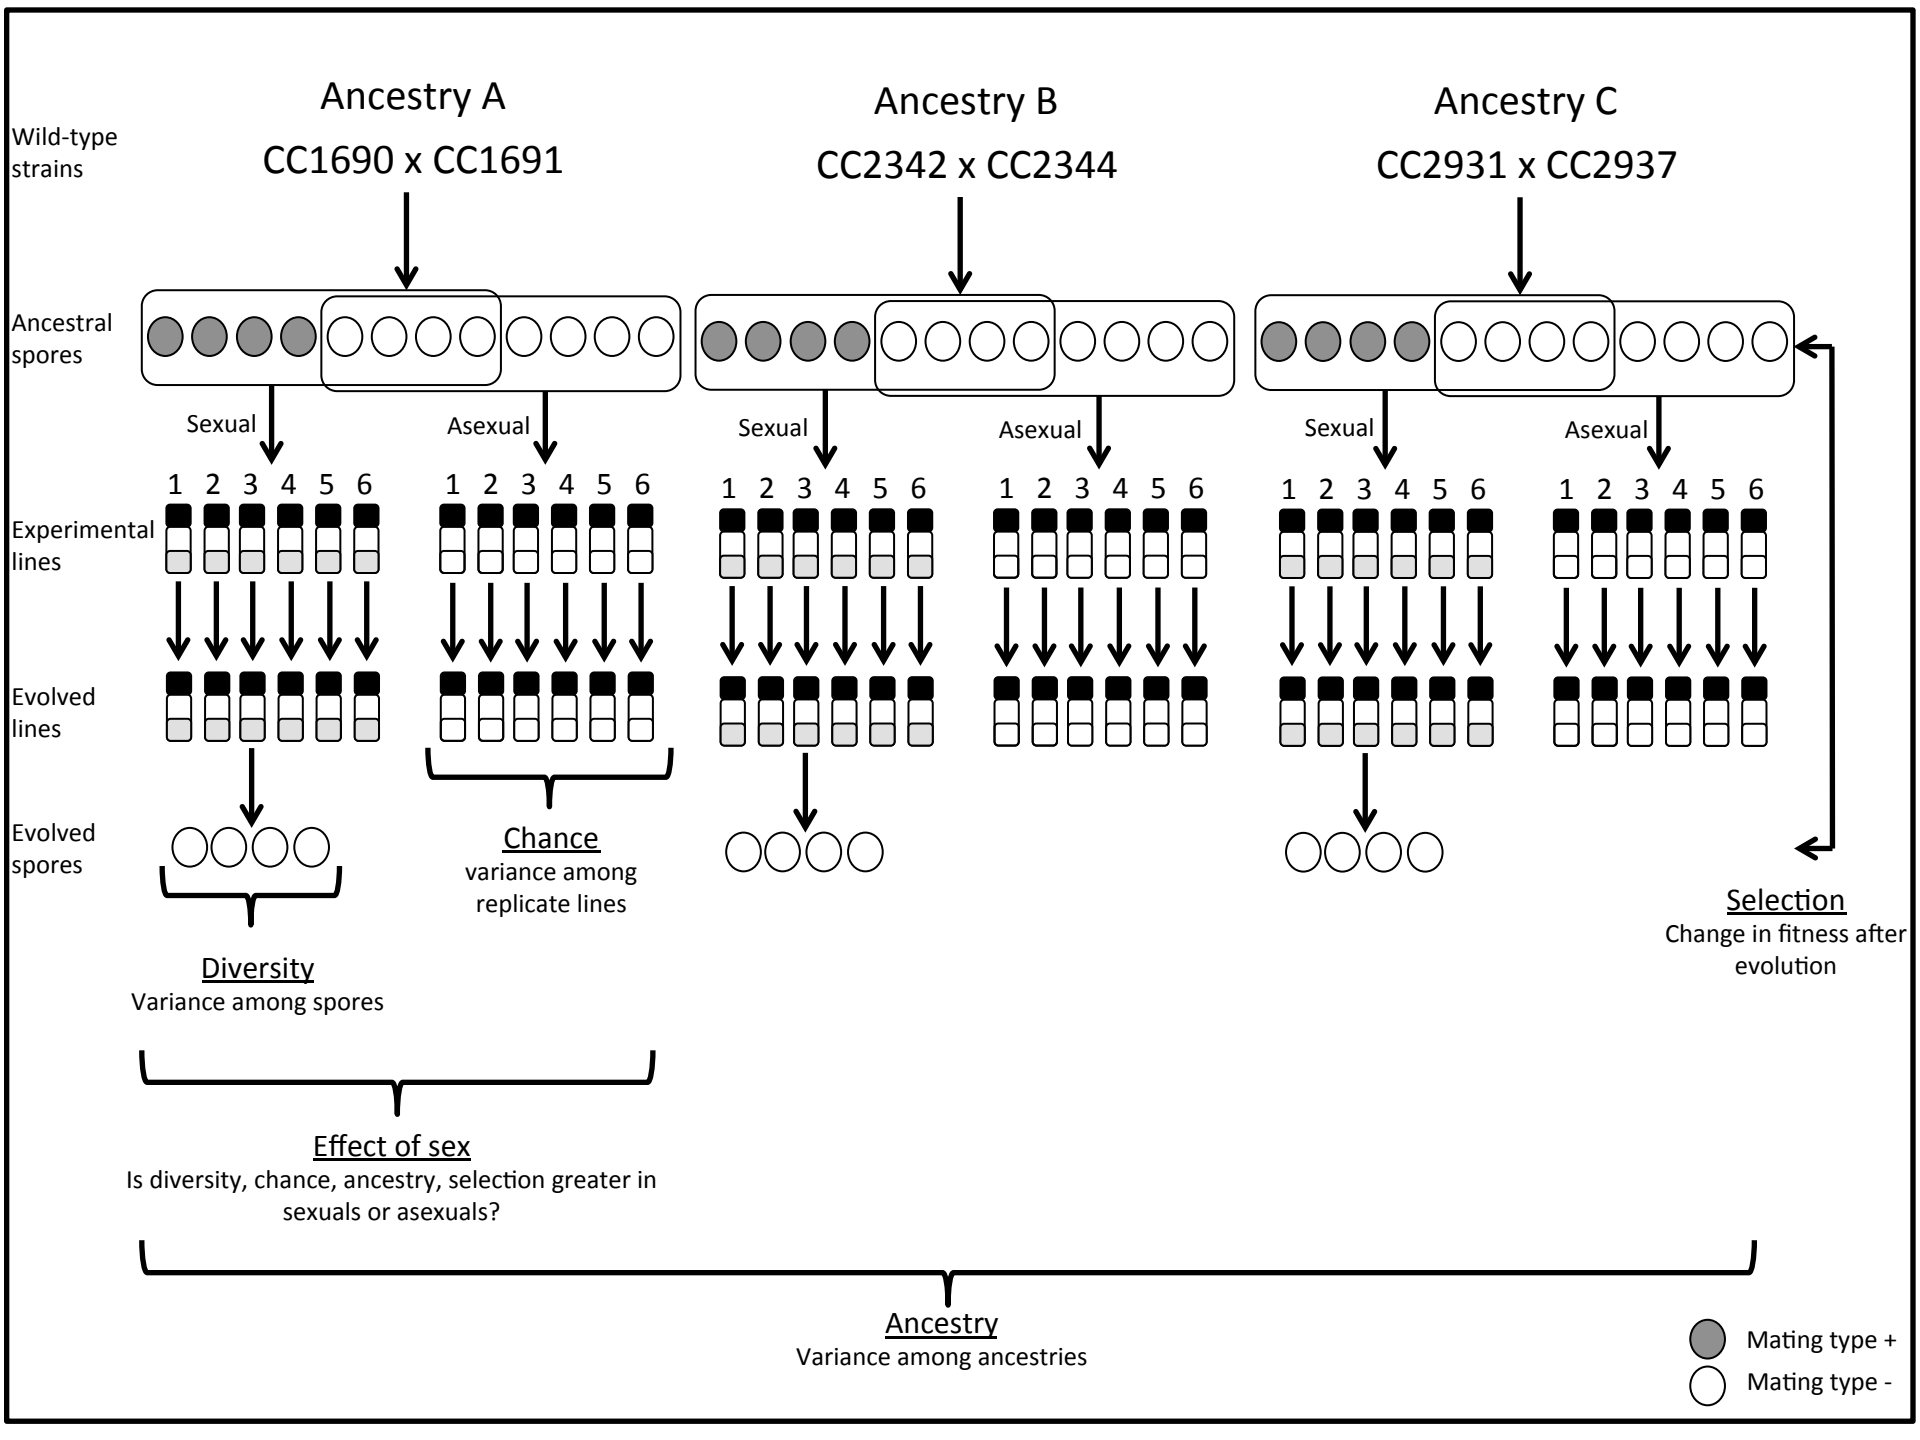 Ancestry A
Ancestry B
Ancestry C
Wild-type
strains
CC1690 x CC1691
CC2342 x CC2344
CC2931 x CC2937
Ancestral
spores
Sexual
Asexual
Sexual
Asexual
Sexual
Asexual
1 2 3 4 5 6
1 2 3 4 5 6
1 2 3 4 5 6
1 2 3 4 5 6
1 2 3 4 5 6
1 2 3 4 5 6
Experimental
lines
Evolved
lines
Evolved
spores
Chance
variance among
replicate lines
Selection
Change in fitness after
evolution
Diversity
Variance among spores
Effect of sex
Is diversity, chance, ancestry, selection greater in
sexuals or asexuals?
Ancestry
Variance among ancestries
Mating type +
Mating type -